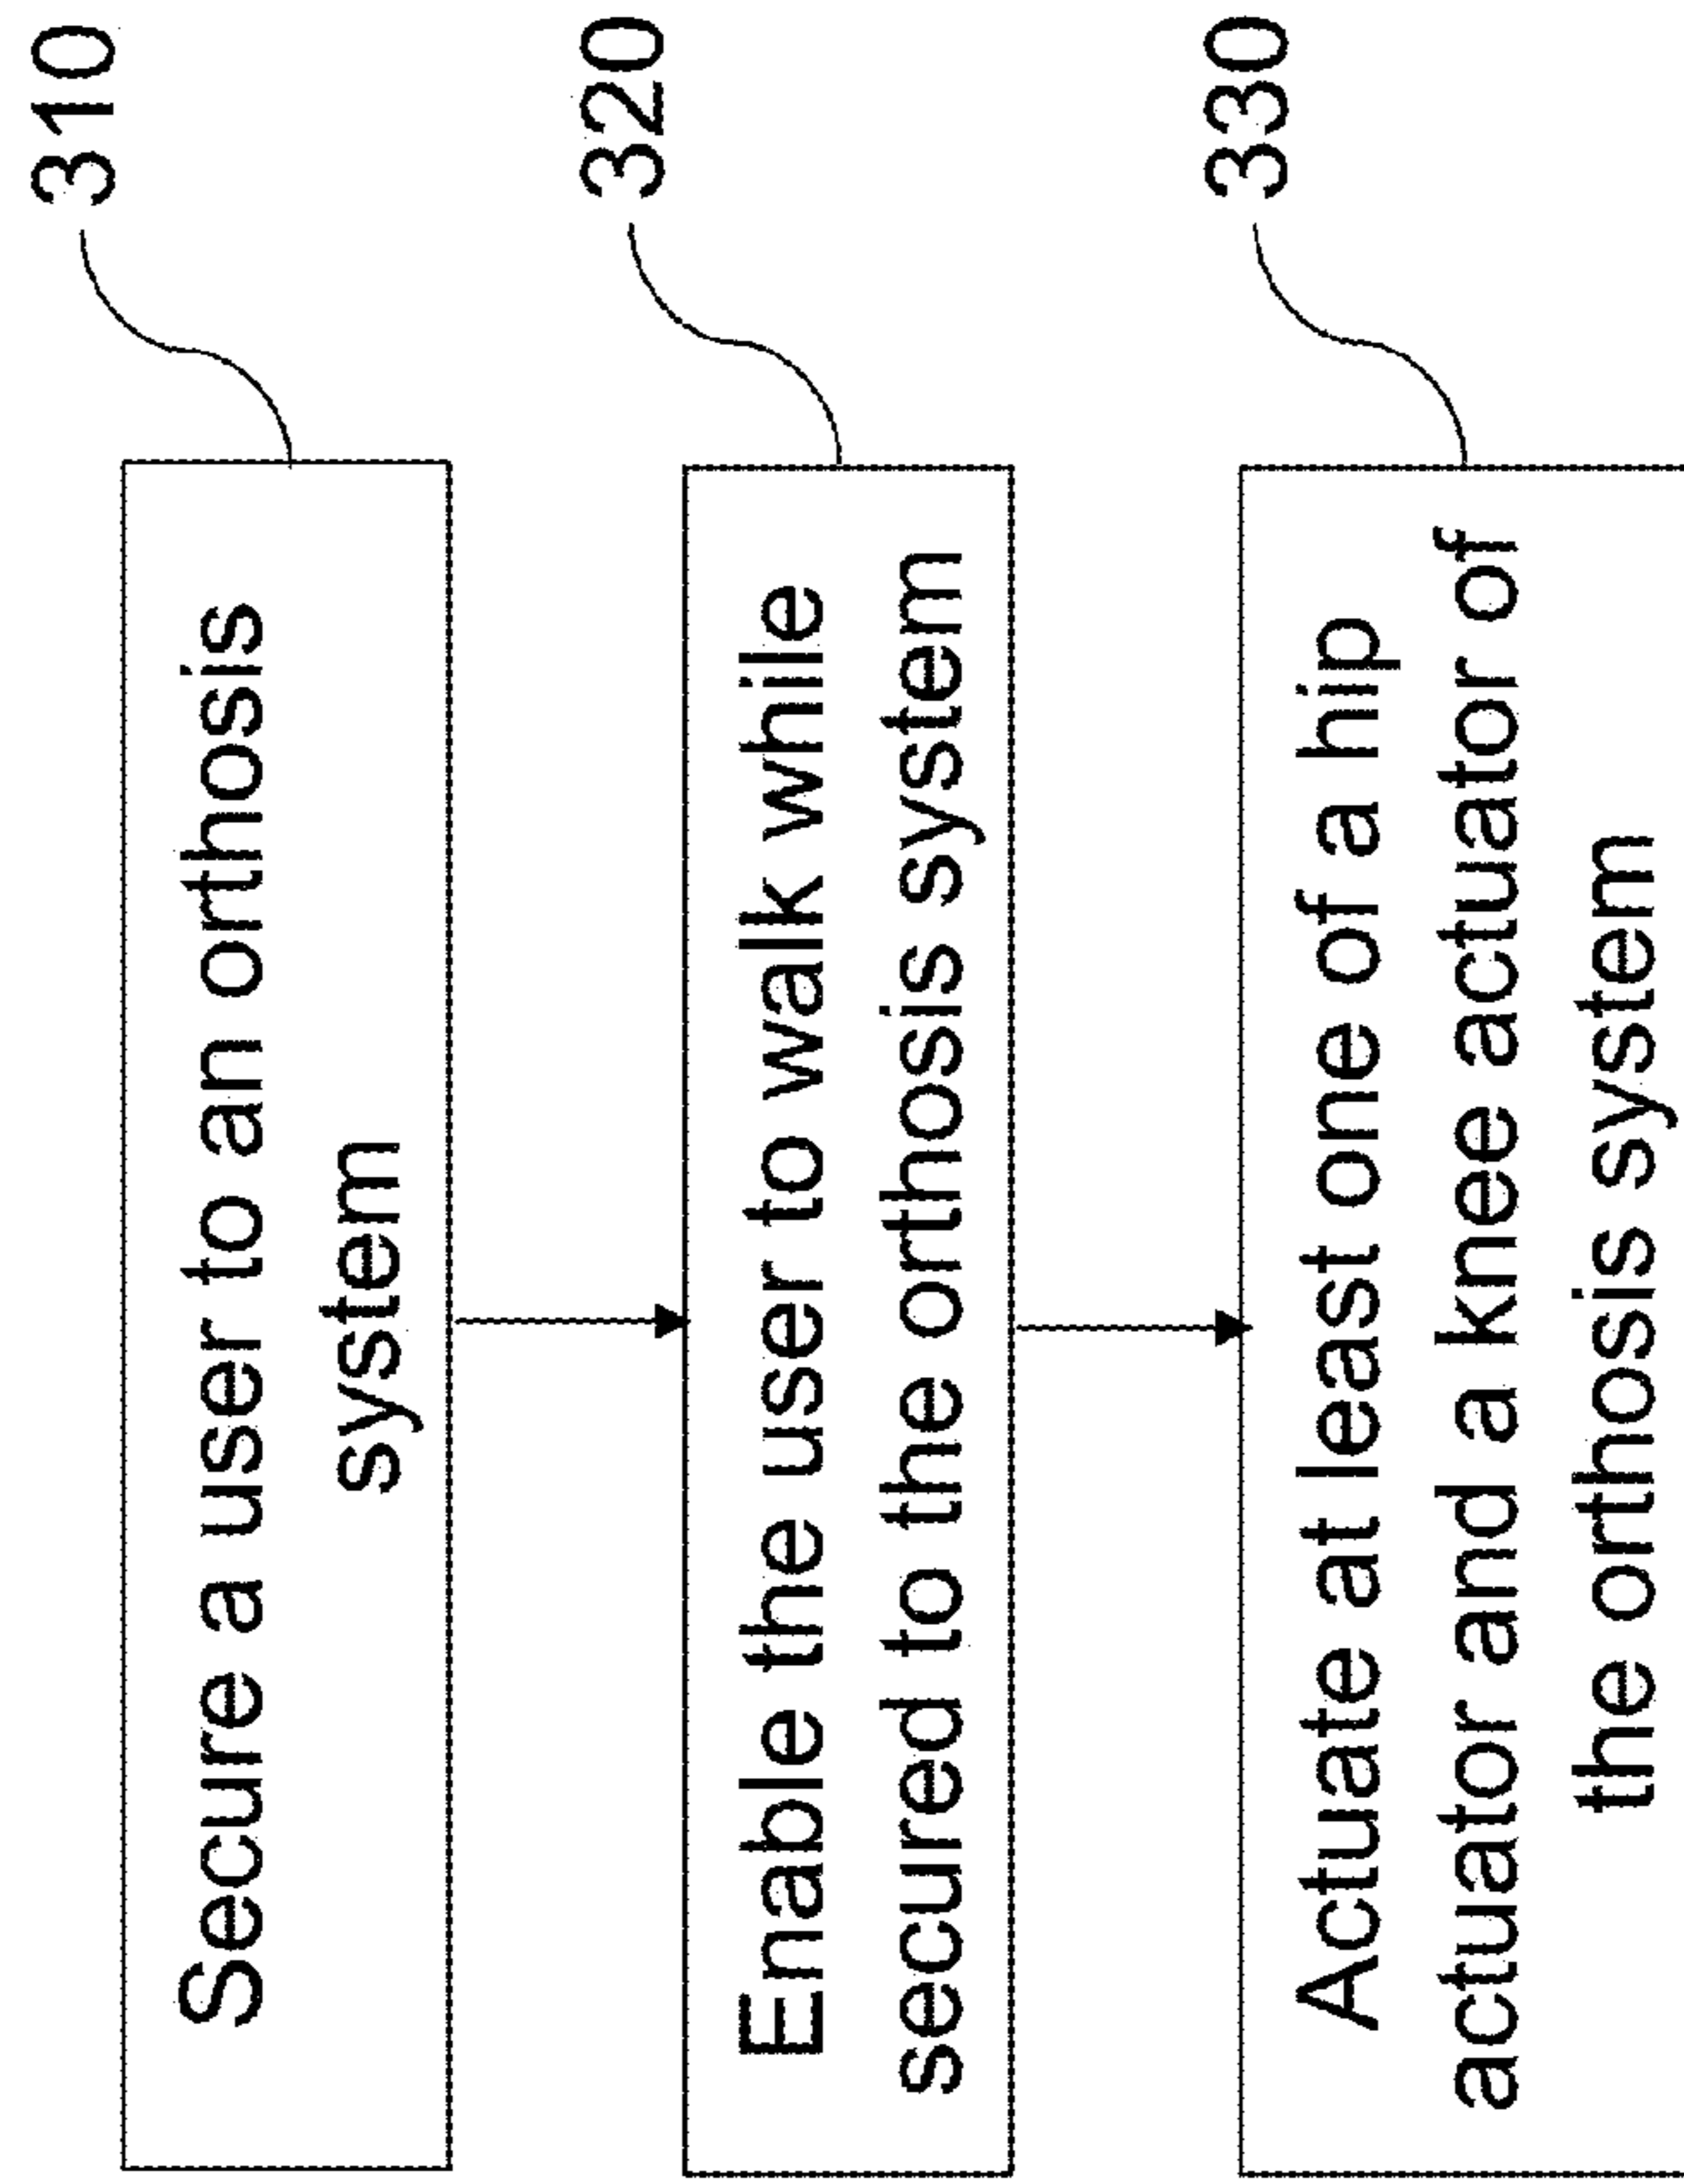 310
Secure a user to an orthosis
system
320
Enable the user to walk while
secured to the orthosis system
330
Actuate at least one of a hip
actuator and a knee actuator of
the orthosis system